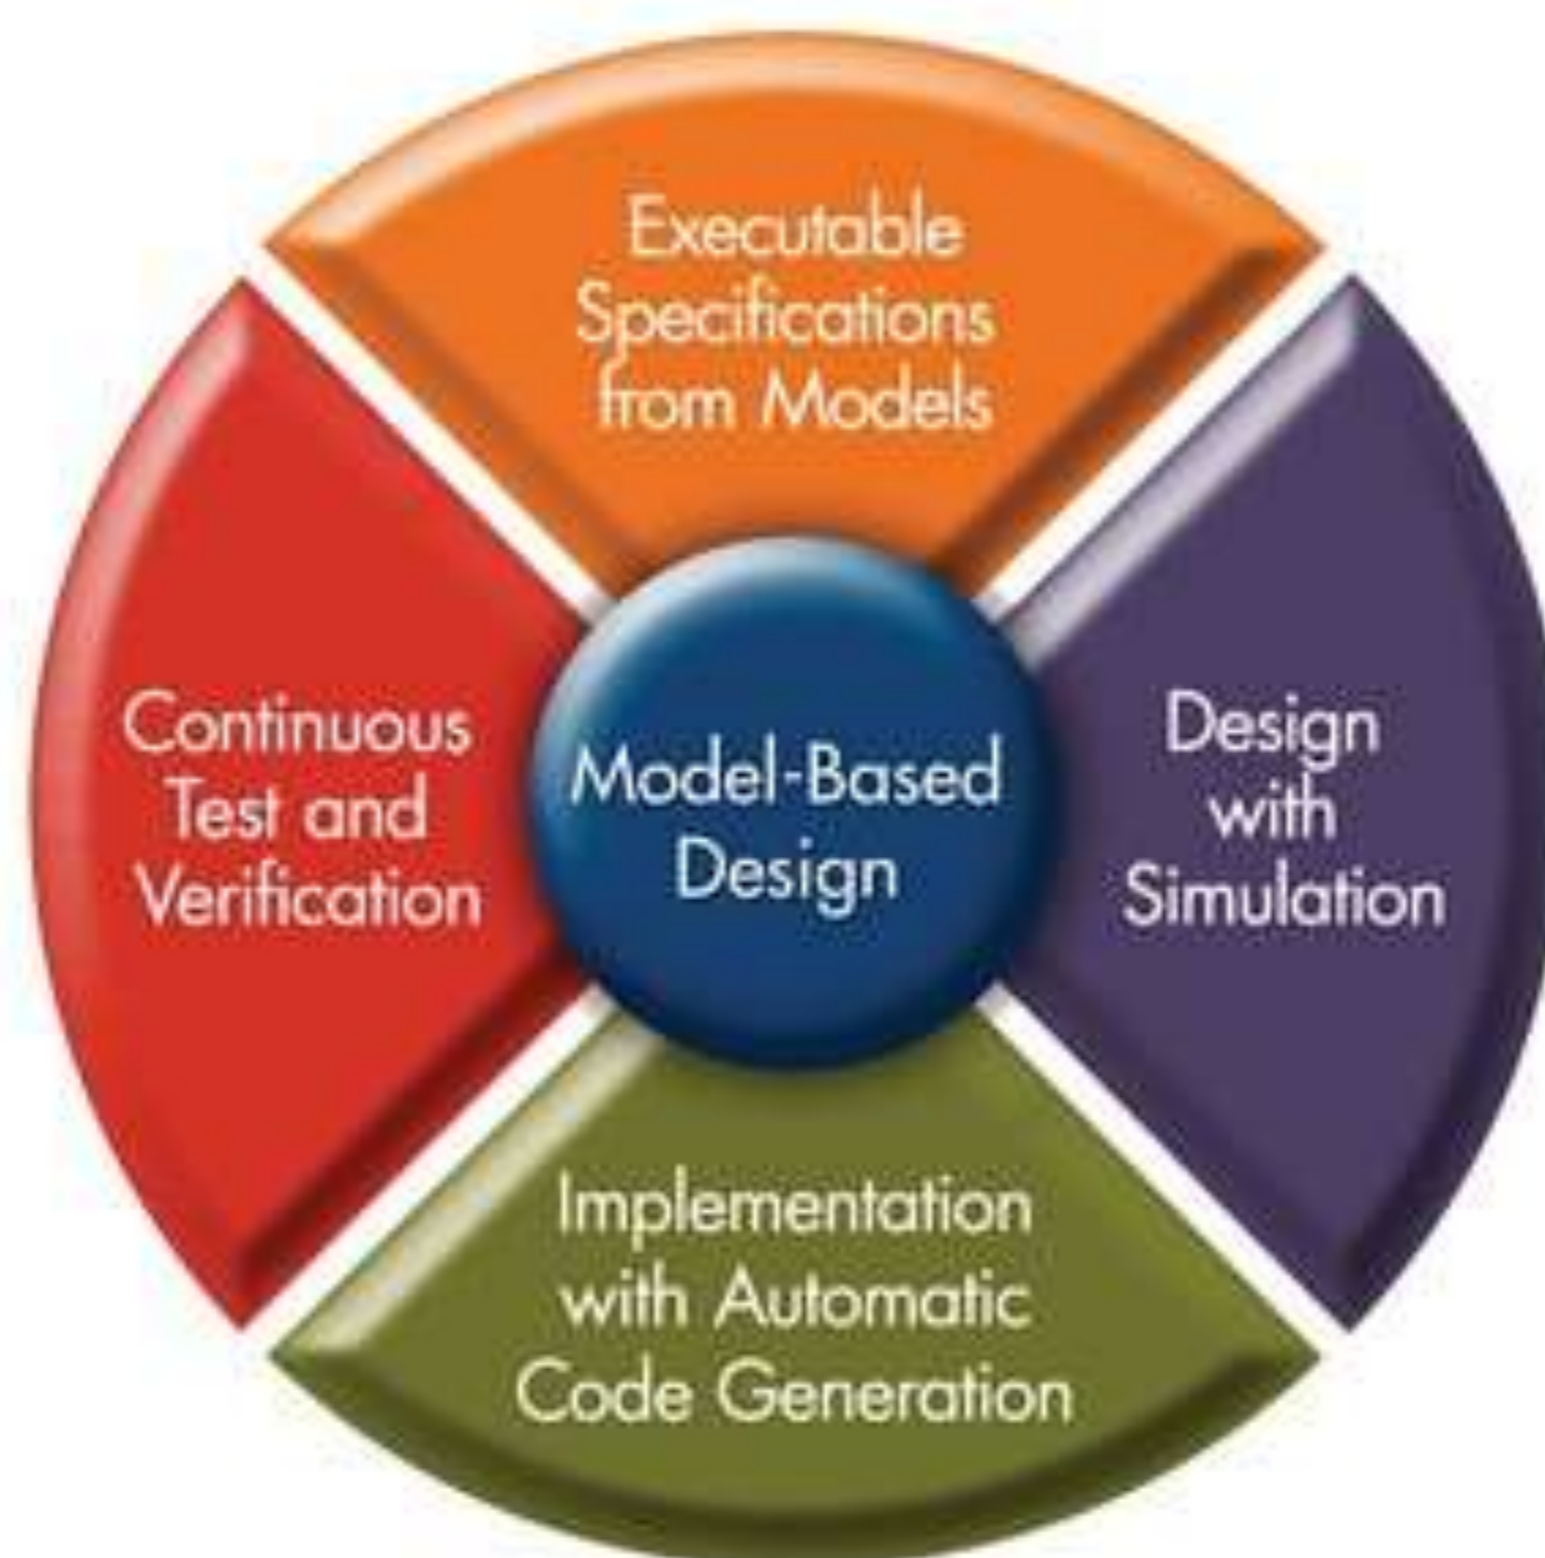 Executable
Specifications
from Models
Continuous
Test and
Verification
Model-Based
Design
Design
with
Simulation
Implementation
with Automatic
Code Generation